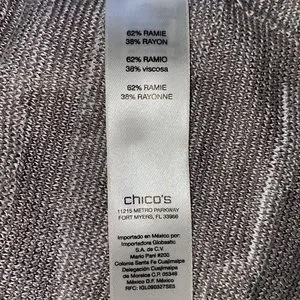 62% RAMIE
38% RAYON
62% RAMIO
38% viscosa
62% RAMIE
38% RAYONNE
chico's
11215 METRO PARKWAY
FORT MYERS, FL 33966
Importado en México por:
Importadora Globastic
S.A. de C.V.
Mario Pani #200
Colonia Santa Fe Cuajimalpa
Delegación Cuajimalpa
de Morelos C.P. 05348
México D.F. México